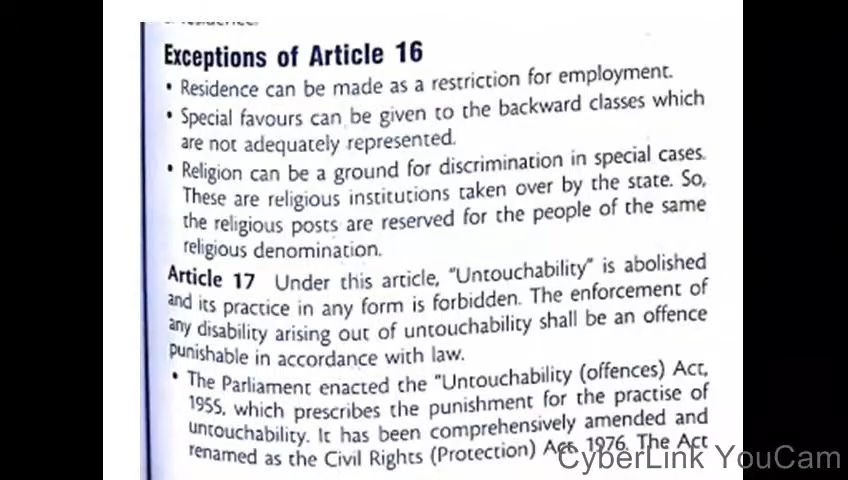 Exceptions of Article 16
• Residence can be made as a restriction for employment.
• Special favours can be given to the backward classes which
are not adequately represented.
• Religion can be a ground for discrimination in special cases.
These are religious institutions taken over by the state. So,
the religious posts are reserved for the people of the same
religious denomination.
Article 17 Under this article, "Untouchability" is abolished
and its practice in any form is forbidden. The enforcement of
any disability arising out of untouchability shall be an offence
punishable in accordance with law.
• The Parliament enacted the "Untouchability (offences) Act,
1955, which prescribes the punishment for the practise of
untouchability. It has been comprehensively amended and
renamed as the Civil Rights (Protection) Act, 1976. The Act
CyberLink YouCam